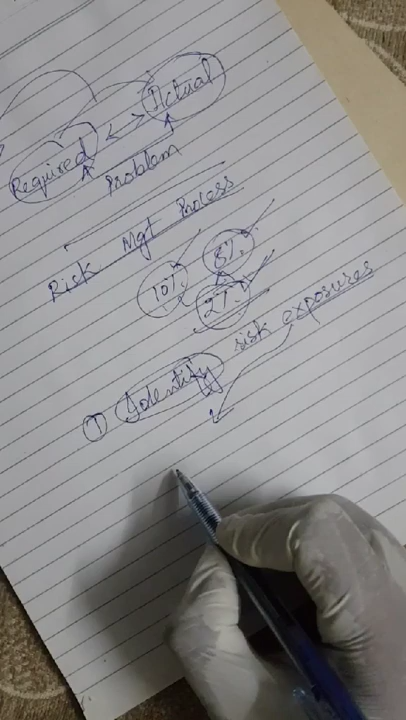 Required <-> Actual
Problem
Risk Mgt Process
10%. 8%.
2%.
① Identify risk exposures